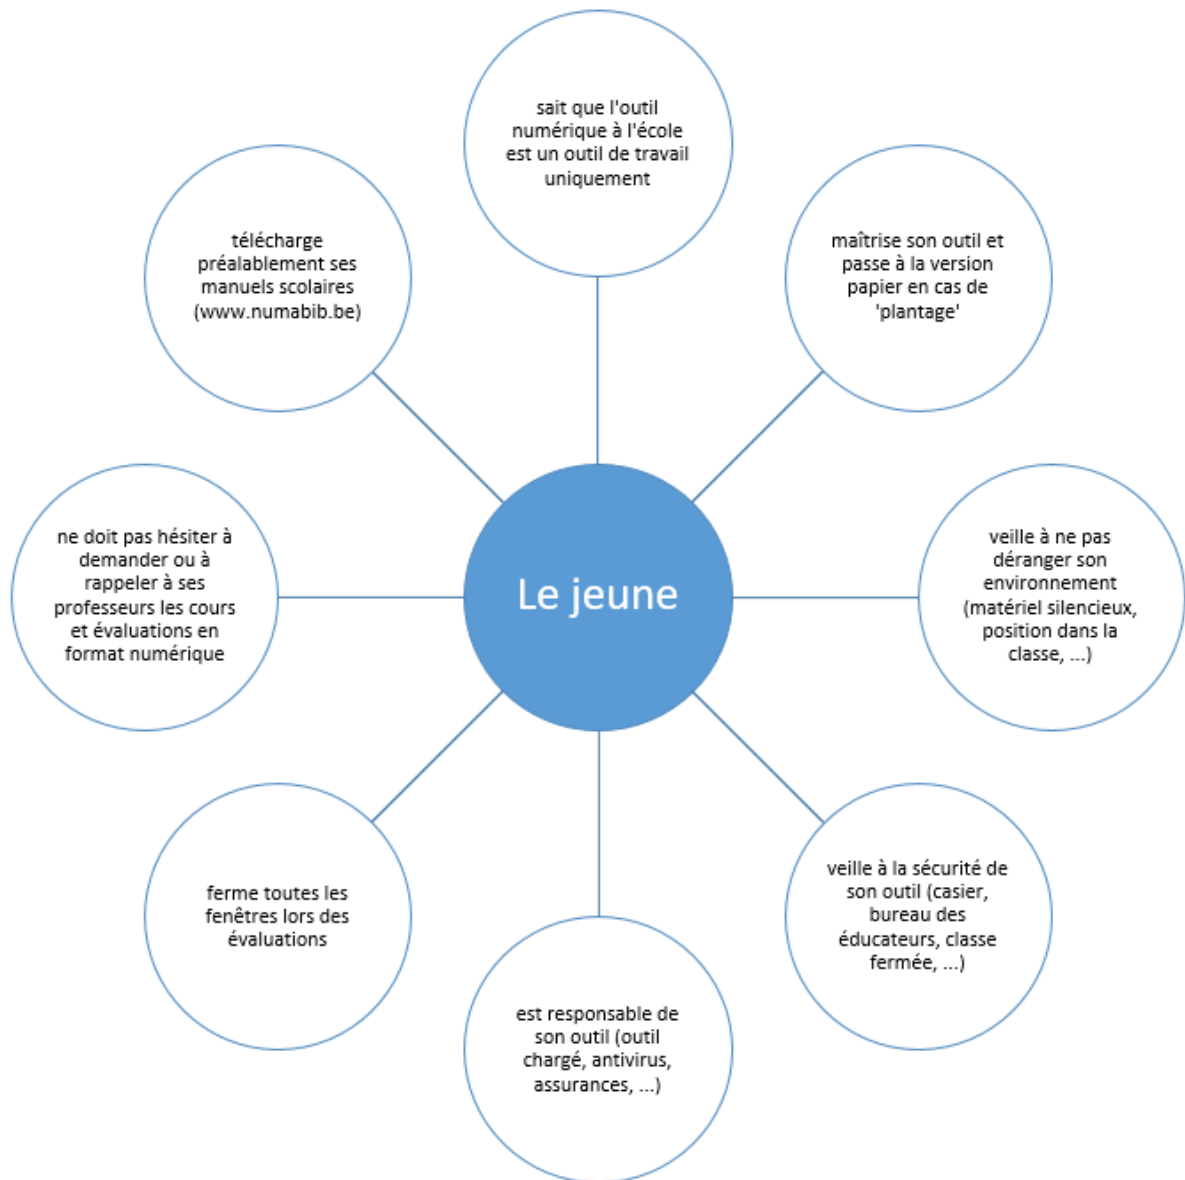 sait que l'outil
numérique à l'école
est un outil de travail
uniquement
maîtrise son outil et
passe à la version
papier en cas de
'plantage'
veille à ne pas
déranger son
environnement
(matériel silencieux,
position dans la
classe, ...)
veille à la sécurité de
son outil (casier,
bureau des
éducateurs, classe
fermée, ...)
est responsable de
son outil (outil
chargé, antivirus,
assurances, ...)
ferme toutes les
fenêtres lors des
évaluations
ne doit pas hésiter à
demander ou à
rappeler à ses
professeurs les cours
et évaluations en
format numérique
télécharge
préalablement ses
manuels scolaires
(www.numabib.be)
Le jeune